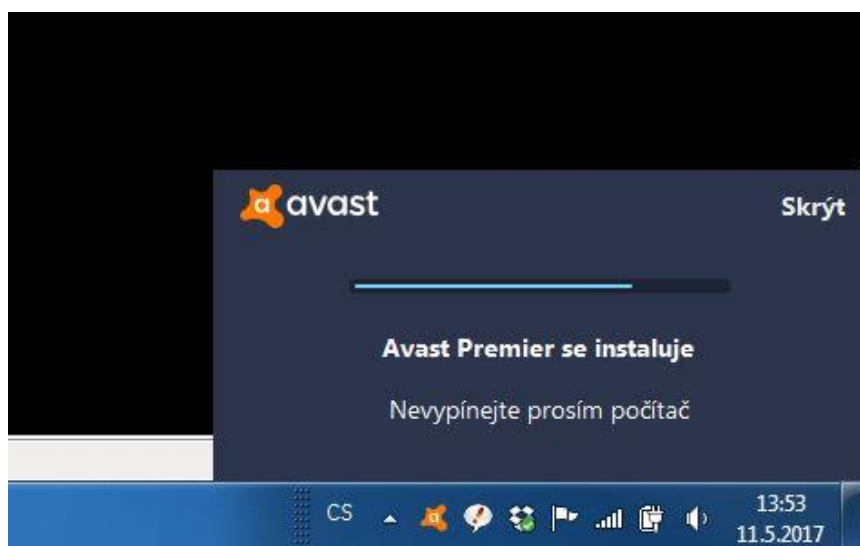 avast
Skrýt
Avast Premier se instaluje
Nevypínejte prosím počítač
CS
13:53
11.5.2017